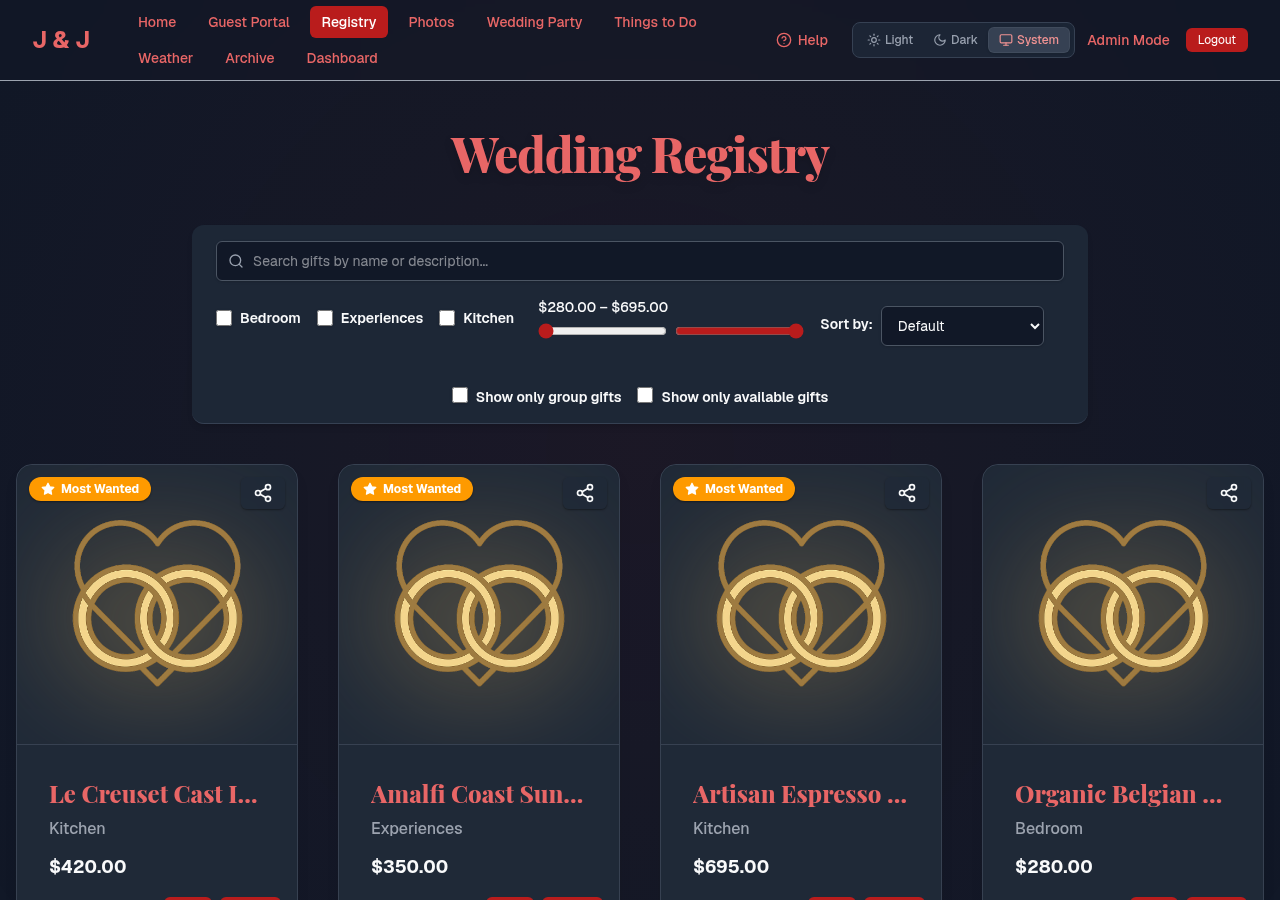 J & J
Home Guest Portal Registry Photos Wedding Party Things to Do
Weather Archive Dashboard
Help
Light Dark System
Admin Mode
Logout
Wedding Registry
Search gifts by name or description...
Bedroom Experiences Kitchen
$280.00 – $695.00
Sort by: Default
Show only group gifts Show only available gifts
Most Wanted
Le Creuset Cast I...
Kitchen
$420.00
Most Wanted
Amalfi Coast Sun...
Experiences
$350.00
Most Wanted
Artisan Espresso ...
Kitchen
$695.00
Organic Belgian ...
Bedroom
$280.00